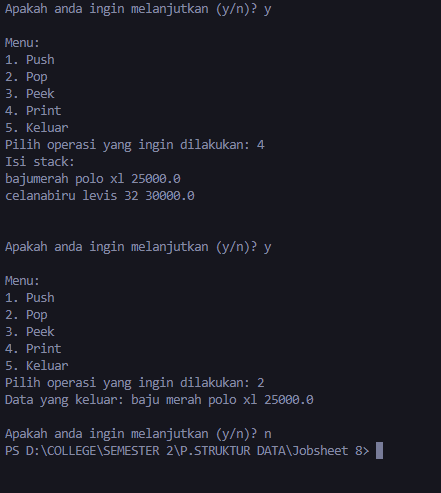 Apakah anda ingin melanjutkan (y/n)? y
Menu:
1. Push
2. Pop
3. Peek
4. Print
5. Keluar
Pilih operasi yang ingin dilakukan: 4
Isi stack:
bajumerah polo xl 25000.0
celanabiru levis 32 30000.0
Apakah anda ingin melanjutkan (y/n)? y
Menu:
1. Push
2. Pop
3. Peek
4. Print
5. Keluar
Pilih operasi yang ingin dilakukan: 2
Data yang keluar: baju merah polo xl 25000.0
Apakah anda ingin melanjutkan (y/n)? n
PS D:\COLLEGE\SEMESTER 2\P.STRUKTUR DATA\Jobsheet 8>